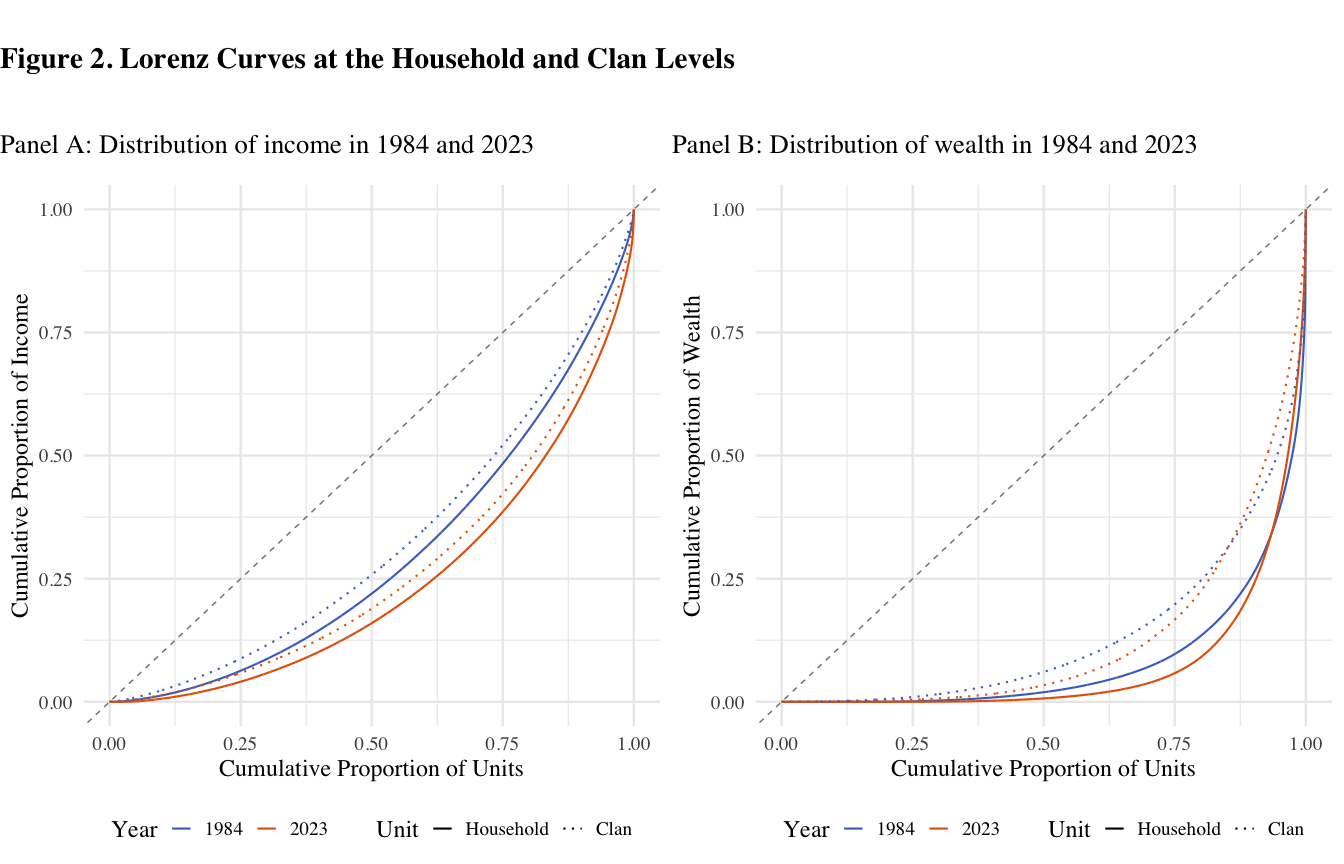 Figure 2. Lorenz Curves at the Household and Clan Levels
Panel A: Distribution of income in 1984 and 2023
Cumulative Proportion of Income
1.00
0.75
0.50
0.25
0.00
0.00 0.25 0.50 0.75 1.00
Cumulative Proportion of Units
Year 1984 2023 Unit Household Clan
Panel B: Distribution of wealth in 1984 and 2023
Cumulative Proportion of Wealth
1.00
0.75
0.50
0.25
0.00
0.00 0.25 0.50 0.75 1.00
Cumulative Proportion of Units
Year 1984 2023 Unit Household Clan